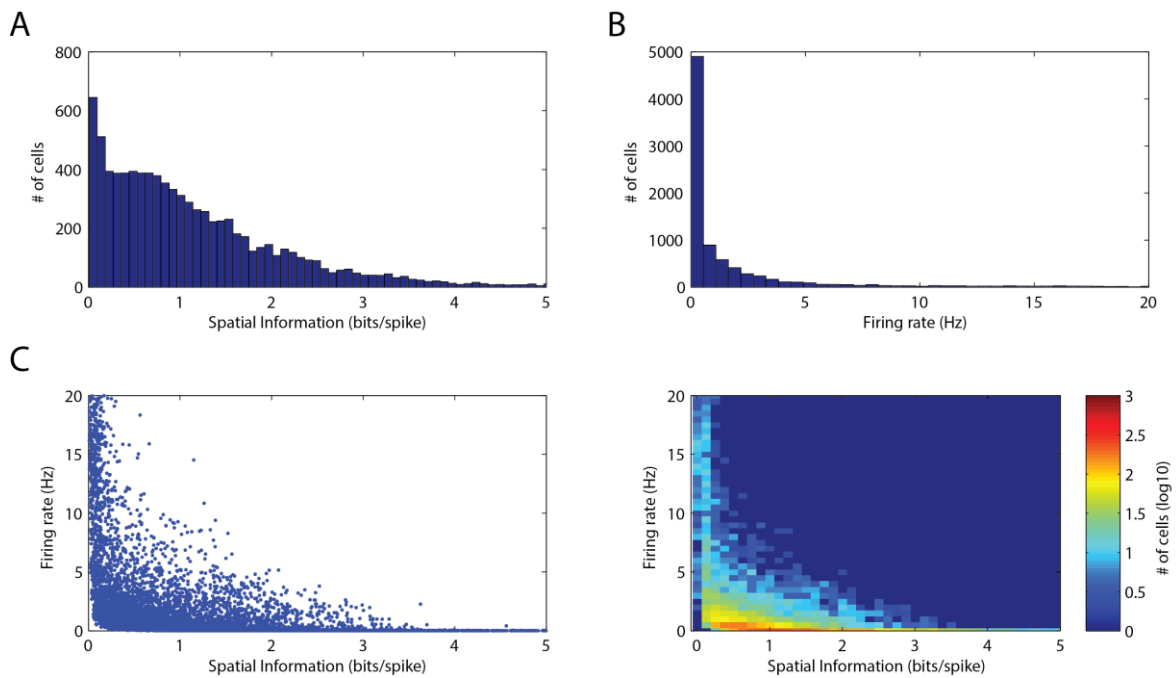 A
800
600
400
200
0
# of cells
0 1 2 3 4 5
Spatial Information (bits/spike)
B
5000
4000
3000
2000
1000
0
# of cells
0 5 10 15 20
Firing rate (Hz)
C
20
15
10
5
0
Firing rate (Hz)
0 1 2 3 4 5
Spatial Information (bits/spike)
20
15
10
5
0
Firing rate (Hz)
0 1 2 3 4 5
Spatial Information (bits/spike)
3
2.5
2
1.5
1
0.5
0
# of cells (log10)